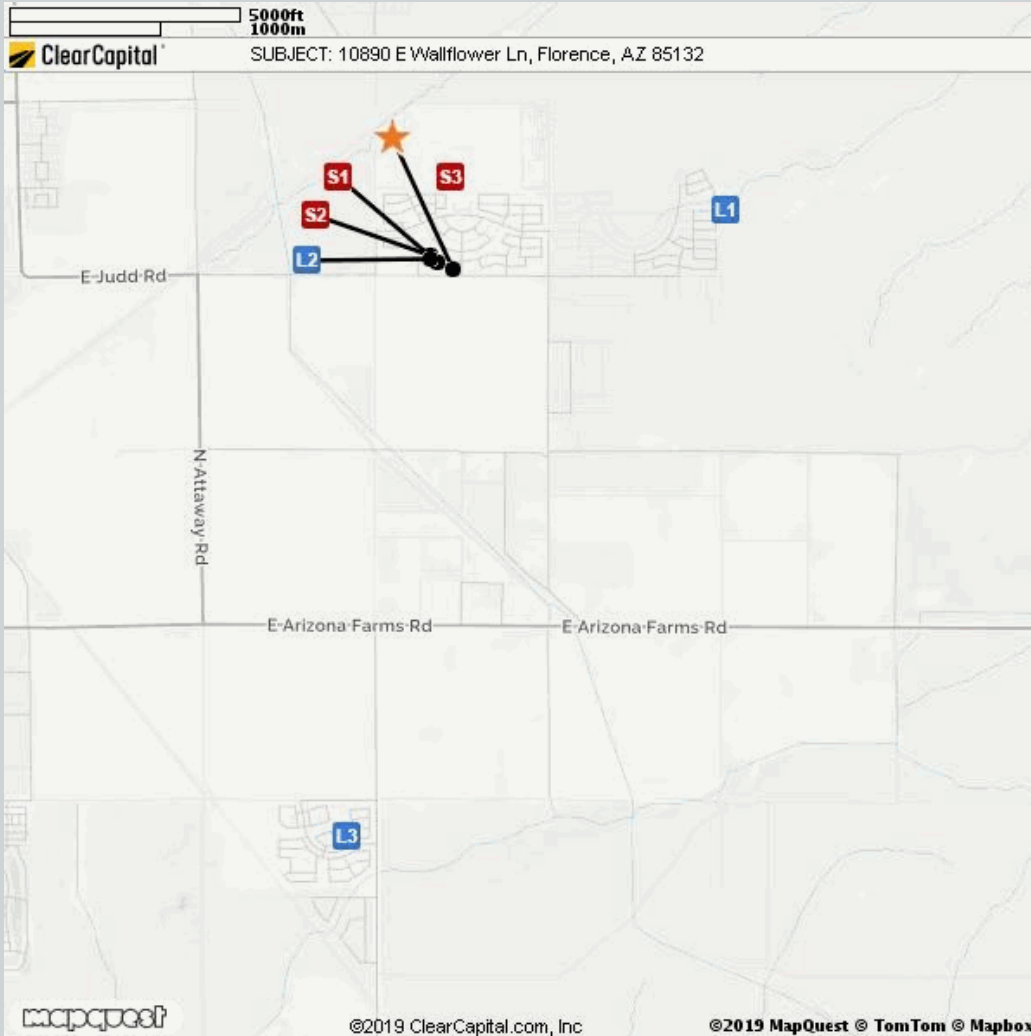 5000ft
1000m
ClearCapital
SUBJECT: 10890 E Wallflower Ln, Florence, AZ 85132
S1
S3
S2
L1
L2
E Judd Rd
N Attaway Rd
E Arizona Farms Rd
E Arizona Farms Rd
L3
mapquest
©2019 ClearCapital.com, Inc
©2019 MapQuest © TomTom © Mapbox